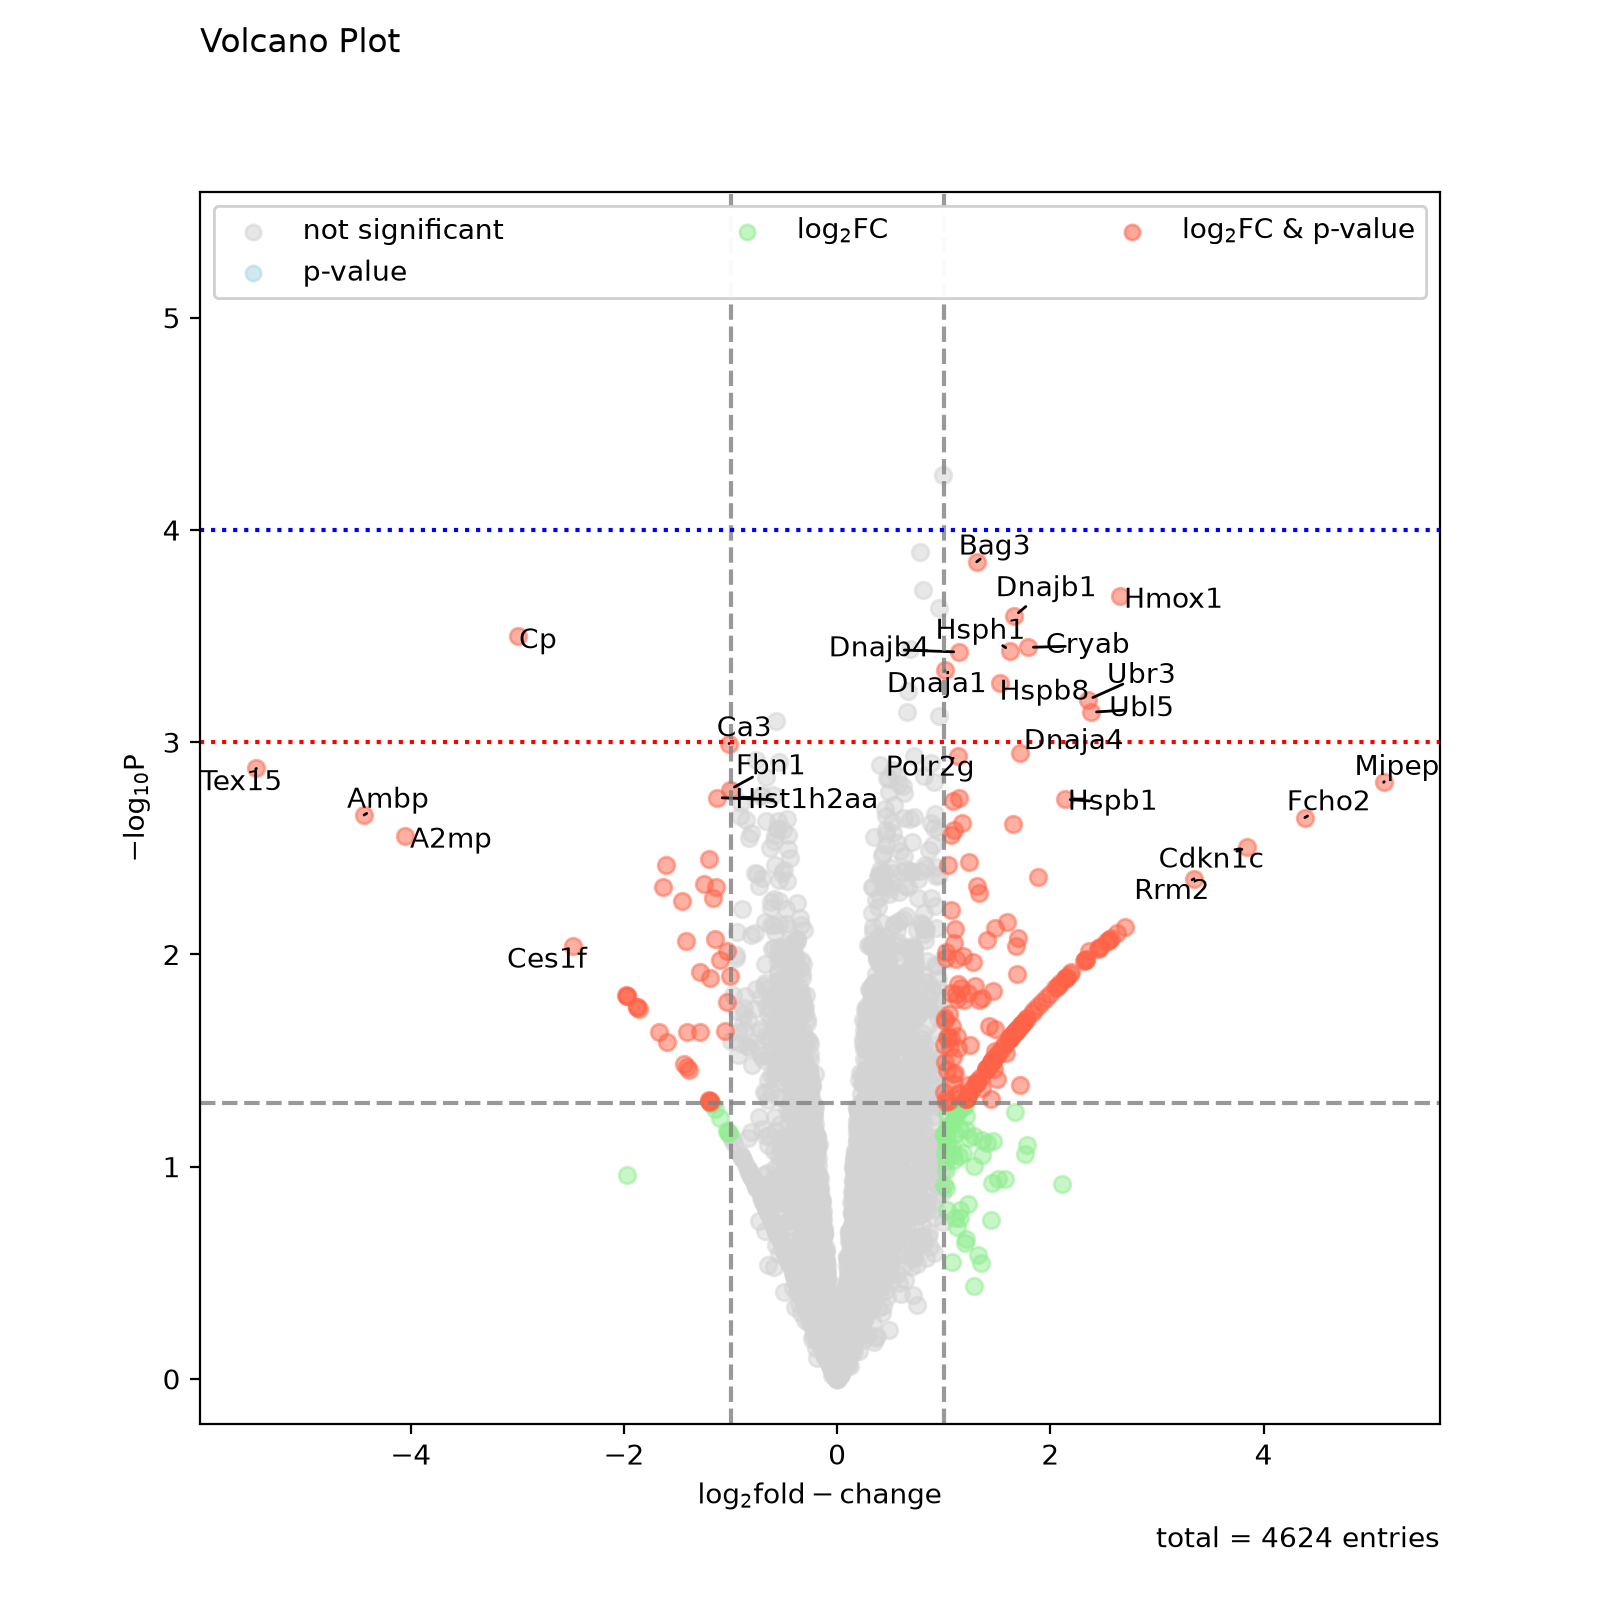 Volcano Plot
not significant
p-value
log₂FC
log₂FC & p-value
5
4
3
2
1
0
−log₁₀P
Bag3
Dnajb1
Hmox1
Hsph1
Cp
Dnajb4
Cryab
Ubr3
Dnaja1
Hspb8
Ubl5
Ca3
Dnaja4
Fbn1
Polr2g
Mipep
Tex15
Ambp
Hist1h2aa
Hspb1
Fcho2
A2mp
Cdkn1c
Rrm2
Ces1f
−4
−2
0
2
4
log₂fold − change
total = 4624 entries